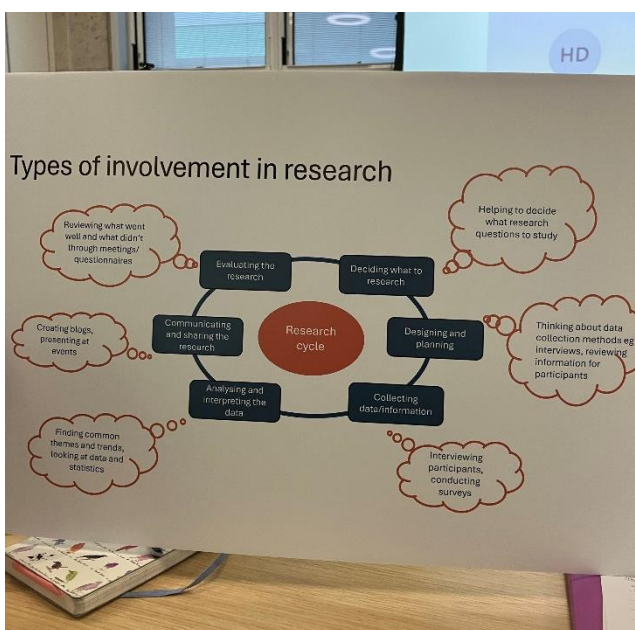 HD
Types of involvement in research
Reviewing what went
well and what didn't
through meetings/
questionnaires
Evaluating the
research
Deciding what to
research
Helping to decide
what research
questions to study
Creating blogs,
presenting at
events
Communicating
and sharing the
research
Research
cycle
Designing and
planning
Thinking about data
collection methods eg
interviews, reviewing
information for
participants
Finding common
themes and trends,
looking at data and
statistics
Analysing and
interpreting the
data
Collecting
data/information
Interviewing
participants,
conducting
surveys